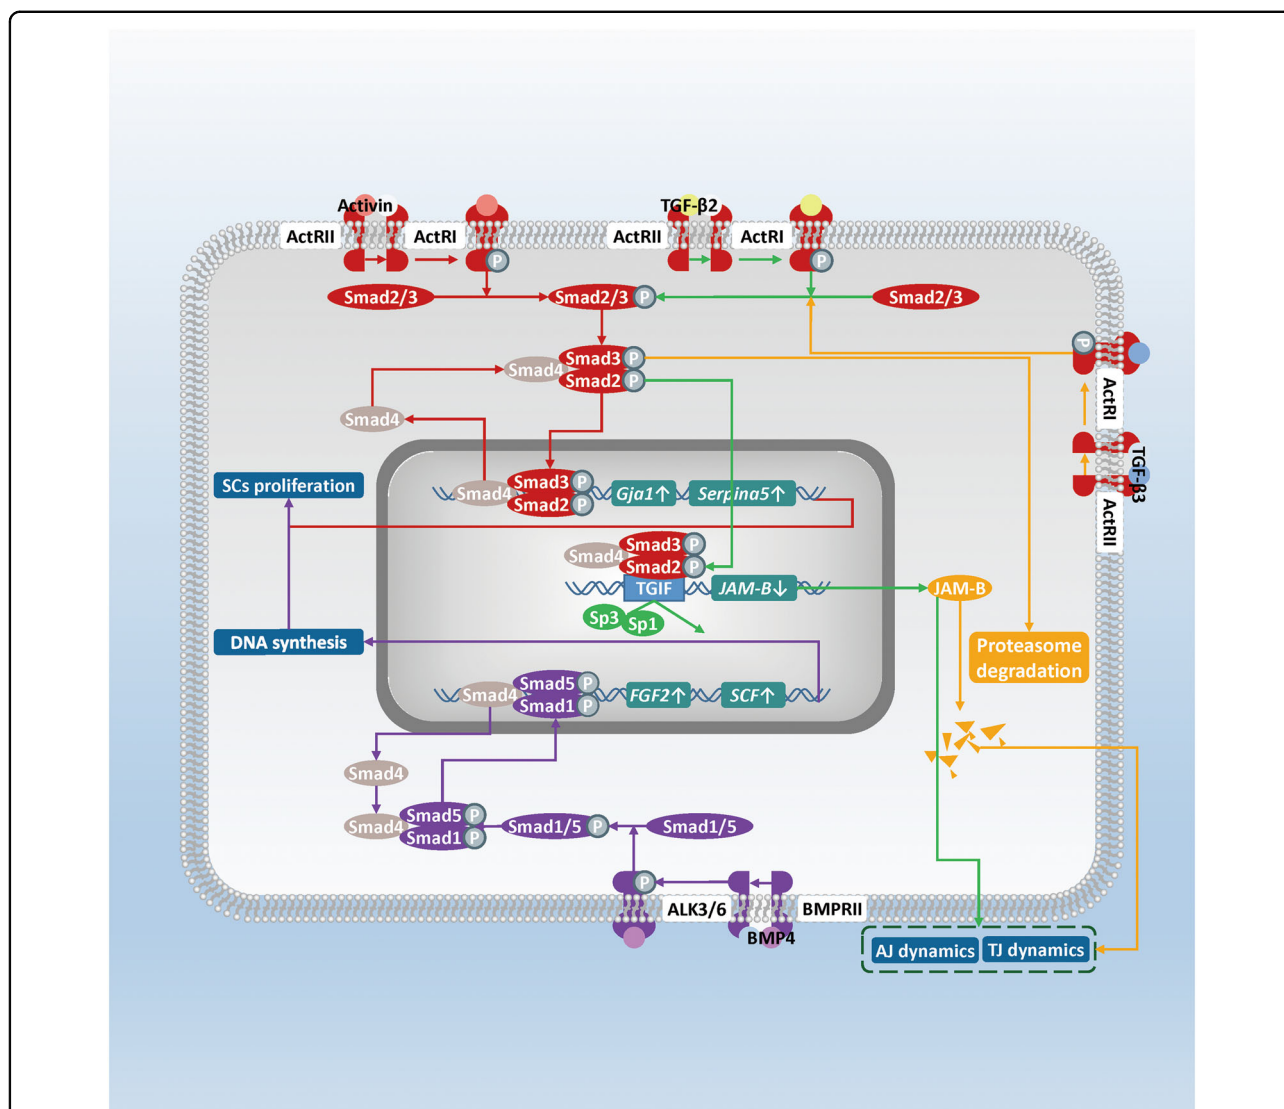 Activin
TGF-β2
ActRII
ActRI
ActRII
ActRI
P
P
Smad2/3
Smad2/3
P
Smad2/3
P
Smad3
P
Smad4
Smad2
P
ActRI
Smad4
TGF-β3
ActRII
SCs proliferation
Smad3
P
Smad4
Gja1↑
Serpina5↑
Smad2
P
Smad3
P
Smad4
Smad2
P
TGIF
JAM-B↓
JAM-B
Sp3
Sp1
DNA synthesis
Proteasome
degradation
Smad5
P
Smad4
FGF2↑
SCF↑
Smad1
P
Smad4
Smad5
P
Smad4
Smad1
P
Smad1/5
P
Smad1/5
P
ALK3/6
BMPRII
BMP4
AJ dynamics
TJ dynamics